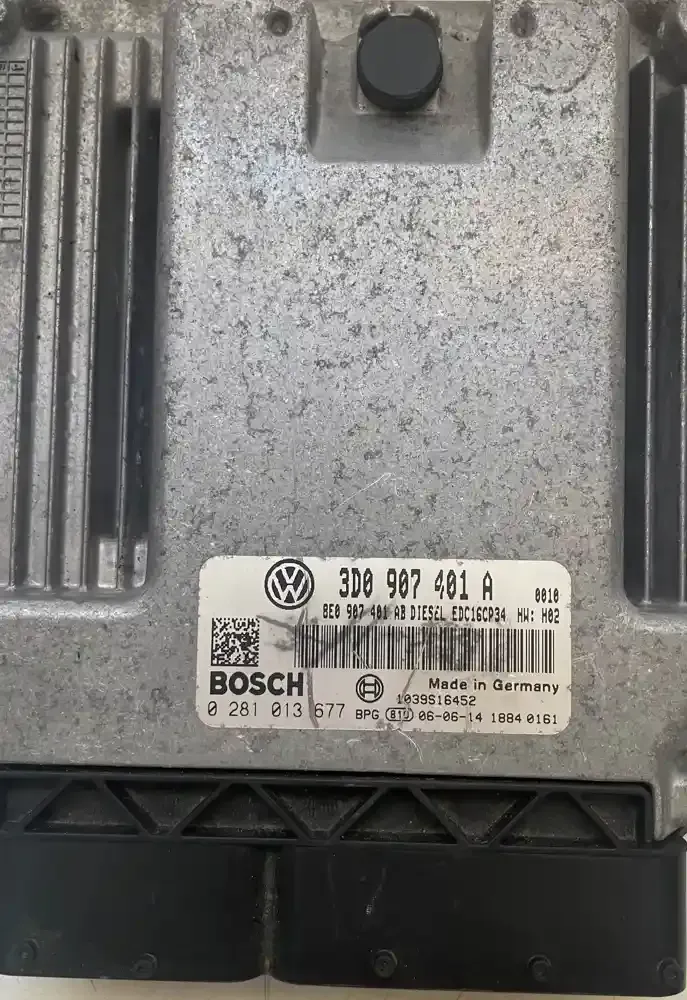 3D0 907 401 A 0010
8E0 907 401 AB DIESEL EDC16CP34 HW: H02
BOSCH
Made in Germany
1039S16452
0 281 013 677 BPG 810 06-06-14 1884 0161